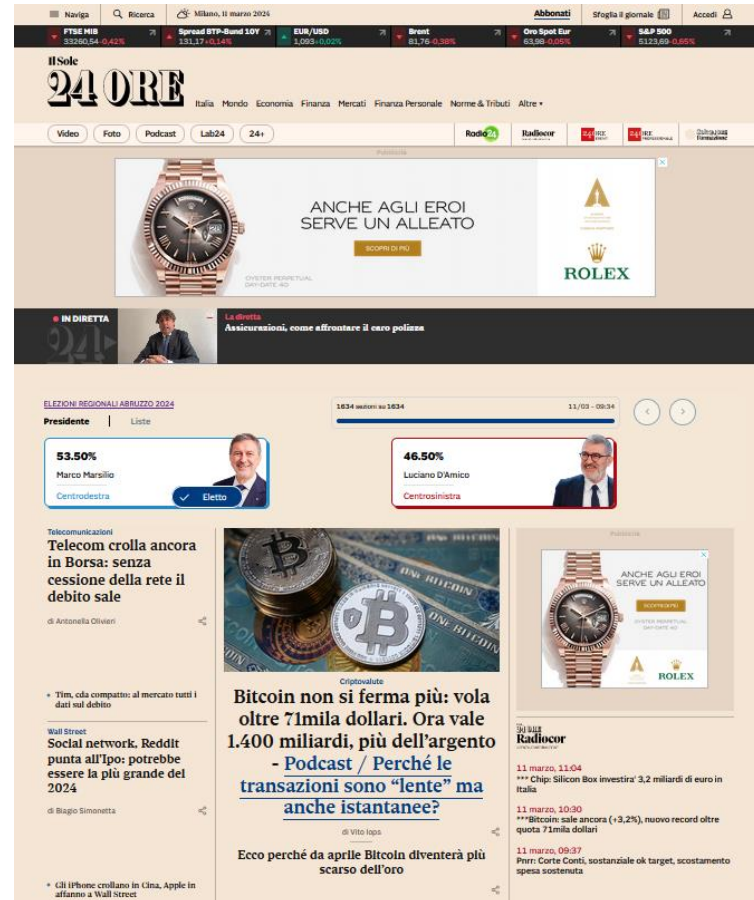 Naviga
Ricerca
Milano, 11 marzo 2024
Abbonati
Sfoglia il giornale
Accedi
FTSE MIB
33260,54 -0,42%
Spread BTP-Bund 10Y
131,17 +0,14%
EUR/USD
1,093 +0,02%
Brent
81,76 -0,38%
Oro Spot Eur
63,98 -0,05%
S&P 500
5123,69 -0,65%
Il Sole
24 ORE
Italia Mondo Economia Finanza Mercati Finanza Personale Norme & Tributi Altre
Video
Foto
Podcast
Lab24
24+
Radio24
Radiocor
Pubblicità
ANCHE AGLI EROI
SERVE UN ALLEATO
SCOPRI DI PIÙ
OYSTER PERPETUAL
DAY-DATE 40
ROLEX
IN DIRETTA
24
La diretta
Assicurazioni, come affrontare il caro polizza
ELEZIONI REGIONALI ABRUZZO 2024
1634 sezioni su 1634
11/03 - 09:34
Presidente
Liste
53.50%
Marco Marsilio
Centrodestra
Eletto
46.50%
Luciano D'Amico
Centrosinistra
Telecomunicazioni
Telecom crolla ancora
in Borsa: senza
cessione della rete il
debito sale
di Antonella Olivieri
Tim, cda compatto: al mercato tutti i
dati sul debito
Wall Street
Social network, Reddit
punta all'Ipo: potrebbe
essere la più grande del
2024
di Biagio Simonetta
Gli iPhone crollano in Cina, Apple in
affanno a Wall Street
ONE BITCOIN
Criptovalute
Bitcoin non si ferma più: vola
oltre 71mila dollari. Ora vale
1.400 miliardi, più dell'argento
- Podcast / Perché le
transazioni sono “lente” ma
anche istantanee?
di Vito lops
Ecco perché da aprile Bitcoin diventerà più
scarso dell'oro
Pubblicità
ANCHE AGLI EROI
SERVE UN ALLEATO
SCOPRI DI PIÙ
OYSTER PERPETUAL
DAY-DATE 40
ROLEX
24 ORE
Radiocor
11 marzo, 11:04
*** Chip: Silicon Box investira' 3,2 miliardi di euro in
Italia
11 marzo, 10:30
***Bitcoin: sale ancora (+3,2%), nuovo record oltre
quota 71mila dollari
11 marzo, 09:37
Pnrr: Corte Conti, sostanziale ok target, scostamento
spesa sostenuta